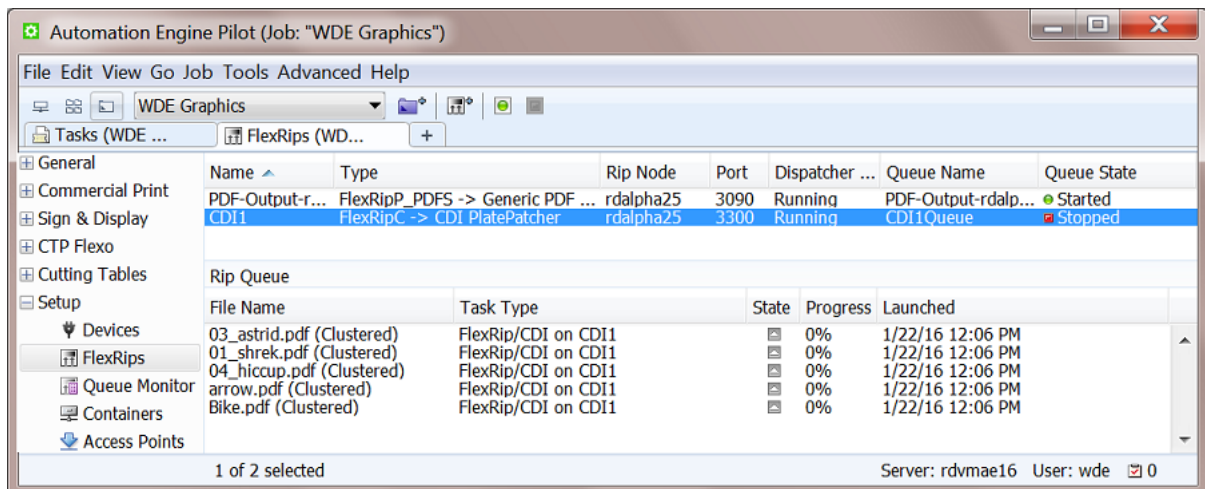 Automation Engine Pilot (Job: "WDE Graphics")
File Edit View Go Job Tools Advanced Help
WDE Graphics
Tasks (WDE ... FlexRips (WD... +
General
Commercial Print
Sign & Display
CTP Flexo
Cutting Tables
Setup
Devices
FlexRips
Queue Monitor
Containers
Access Points
Name Type Rip Node Port Dispatcher ... Queue Name Queue State
PDF-Output-r... FlexRipP_PDFS -> Generic PDF ... rdalpha25 3090 Running PDF-Output-rdalp... Started
CDI1 FlexRipC -> CDI PlatePatcher rdalpha25 3300 Running CDI1Queue Stopped
Rip Queue
File Name Task Type State Progress Launched
03_astrid.pdf (Clustered) FlexRip/CDI on CDI1 0% 1/22/16 12:06 PM
01_shrek.pdf (Clustered) FlexRip/CDI on CDI1 0% 1/22/16 12:06 PM
04_hiccup.pdf (Clustered) FlexRip/CDI on CDI1 0% 1/22/16 12:06 PM
arrow.pdf (Clustered) FlexRip/CDI on CDI1 0% 1/22/16 12:06 PM
Bike.pdf (Clustered) FlexRip/CDI on CDI1 0% 1/22/16 12:06 PM
1 of 2 selected Server: rdvmae16 User: wde 0